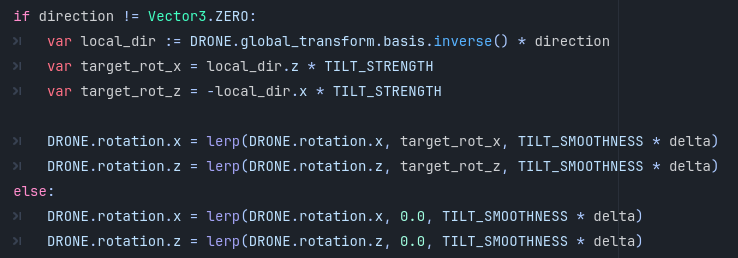 if direction != Vector3.ZERO:
var local_dir := DRONE.global_transform.basis.inverse() * direction
var target_rot_x = local_dir.z * TILT_STRENGTH
var target_rot_z = -local_dir.x * TILT_STRENGTH
DRONE.rotation.x = lerp(DRONE.rotation.x, target_rot_x, TILT_SMOOTHNESS * delta)
DRONE.rotation.z = lerp(DRONE.rotation.z, target_rot_z, TILT_SMOOTHNESS * delta)
else:
DRONE.rotation.x = lerp(DRONE.rotation.x, 0.0, TILT_SMOOTHNESS * delta)
DRONE.rotation.z = lerp(DRONE.rotation.z, 0.0, TILT_SMOOTHNESS * delta)